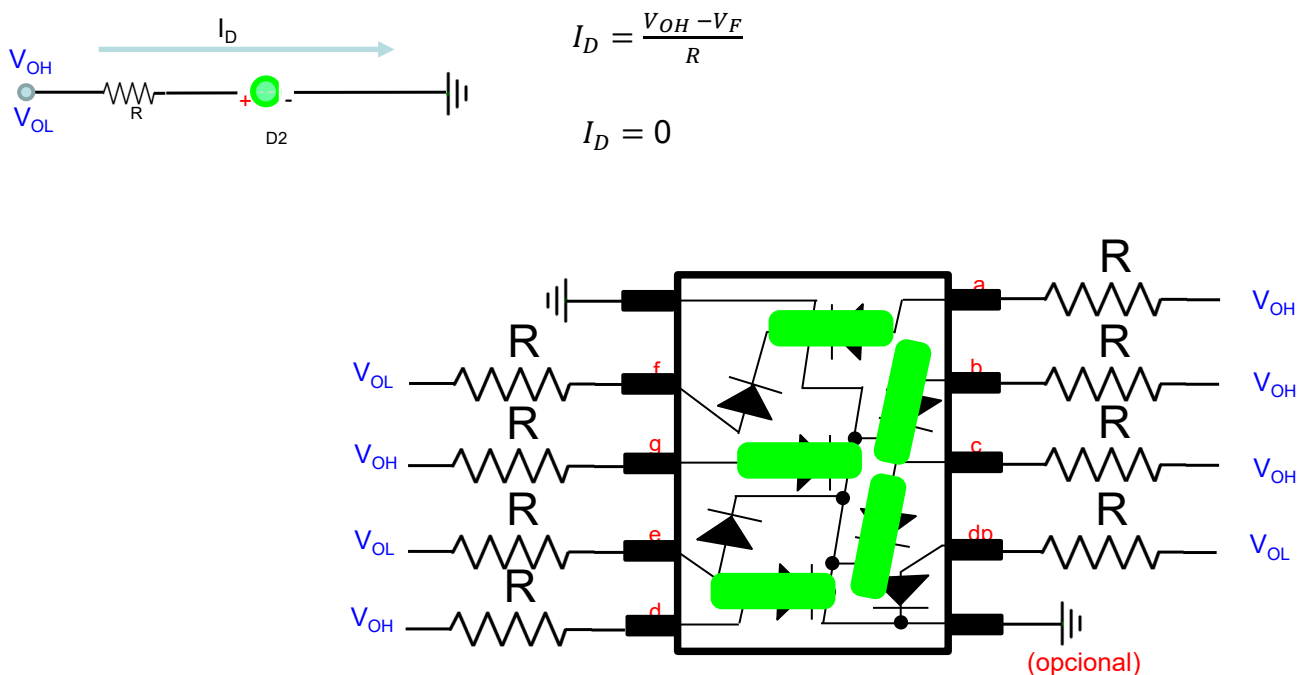 I_D
V_OH
V_OL
R
+
-
D2
I_D = (V_OH − V_F) / R
I_D = 0
a
R
V_OH
V_OL
R
f
b
R
V_OH
V_OH
R
g
c
R
V_OH
V_OL
R
e
dp
R
V_OL
V_OH
R
d
(opcional)